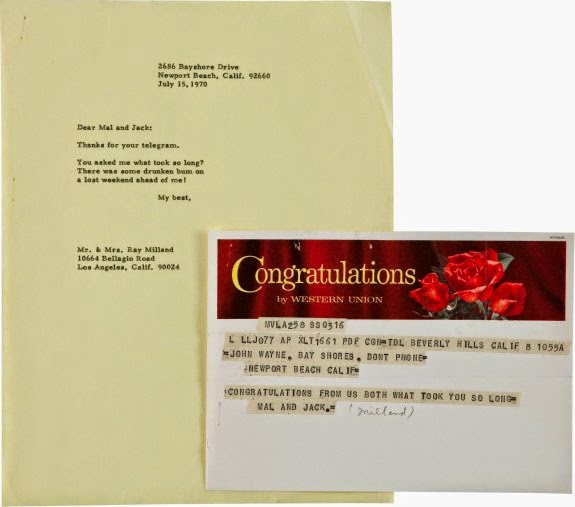 2686 Bayshore Drive
Newport Beach, Calif. 92660
July 15, 1970
Dear Mal and Jack:
Thanks for your telegram.
You asked me what took so long?
There was some drunken bum on
a lost weekend ahead of me!
My best,
Mr. & Mrs. Ray Milland
10664 Bellagio Road
Los Angeles, Calif. 90024
Congratulations
by WESTERN UNION
MVLA258 SS0316
L LLJ077 AP XLT1661 PDF CGN=TDL BEVERLY HILLS CALIF 8 1055A
=JOHN WAYNE, BAY SHORES, DONT PHONE=
NEWPORT BEACH CALIF=
CONGRATULATIONS FROM US BOTH WHAT TOOK YOU SO LONG=
MAL AND JACK.= (Milland)